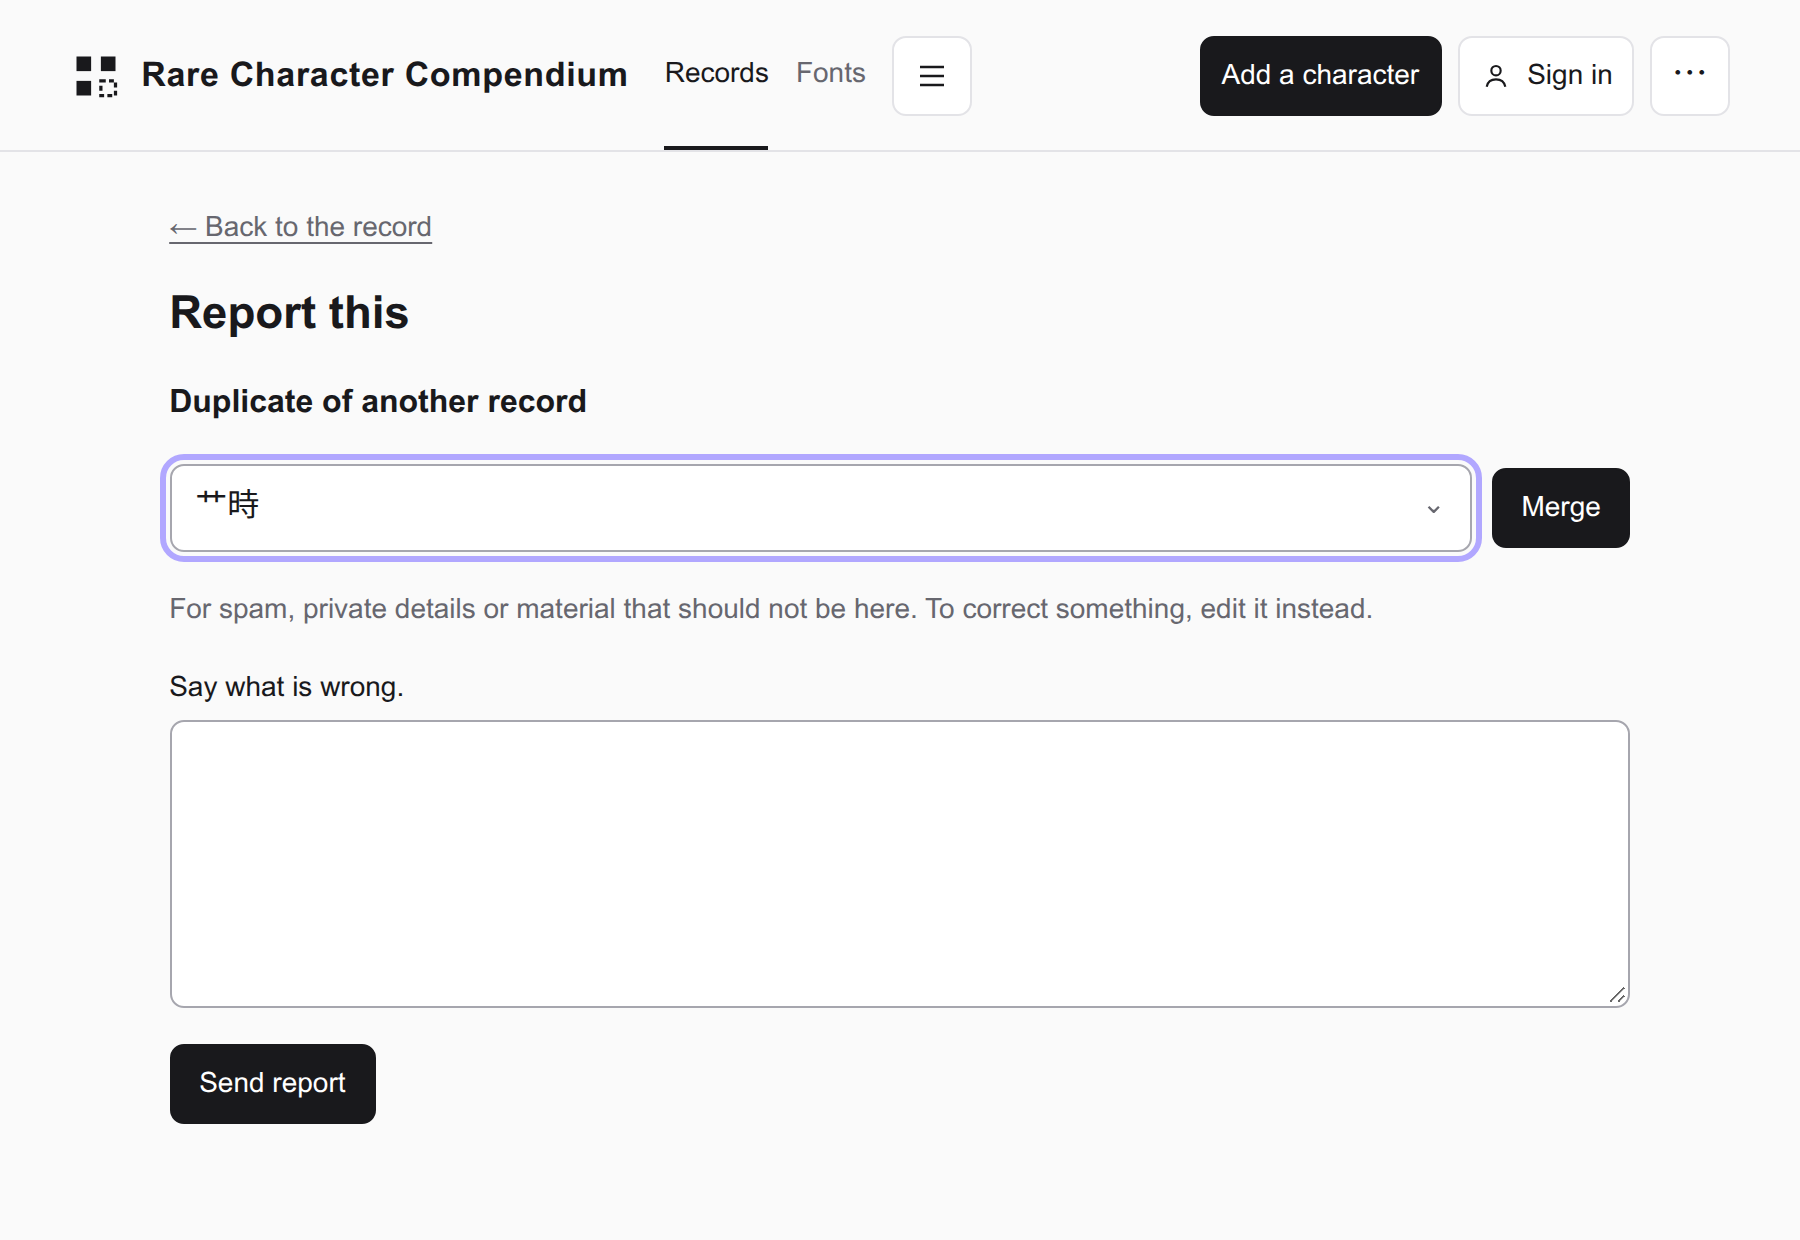 Rare Character Compendium
Records
Fonts
Add a character
Sign in
← Back to the record
Report this
Duplicate of another record
艹時
Merge
For spam, private details or material that should not be here. To correct something, edit it instead.
Say what is wrong.
Send report